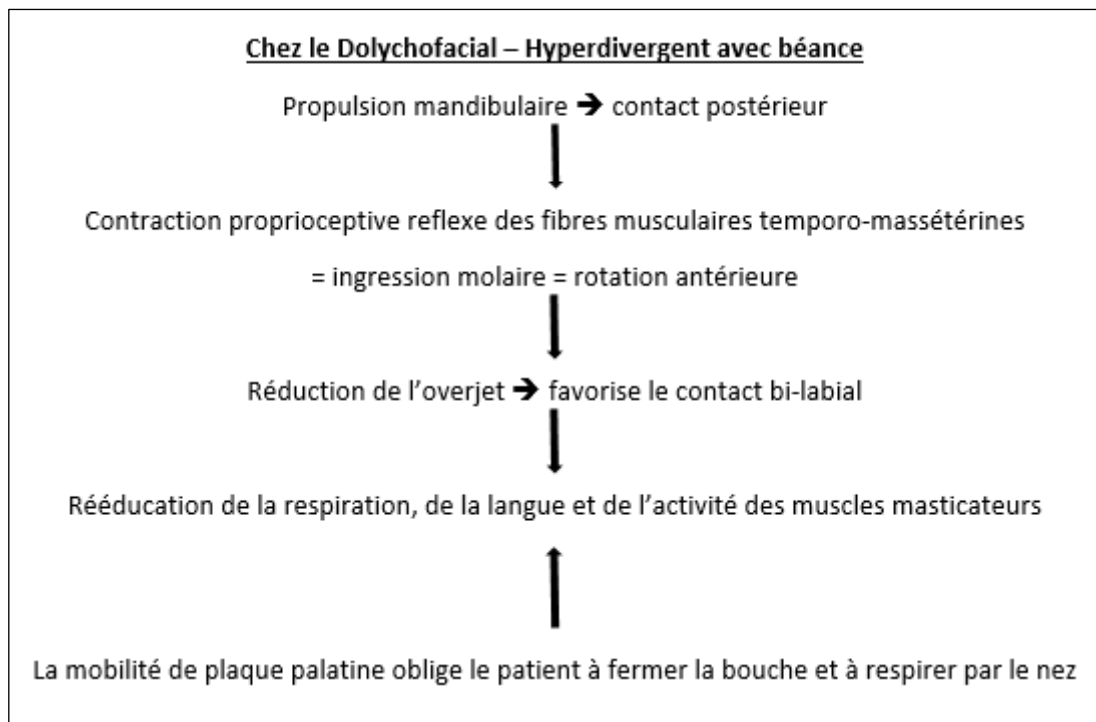 Chez le Dolychofacial – Hyperdivergent avec béance
Propulsion mandibulaire ➔ contact postérieur
Contraction proprioceptive reflexe des fibres musculaires temporo-massétérines
= ingression molaire = rotation antérieure
Réduction de l’overjet ➔ favorise le contact bi-labial
Rééducation de la respiration, de la langue et de l’activité des muscles masticateurs
La mobilité de plaque palatine oblige le patient à fermer la bouche et à respirer par le nez